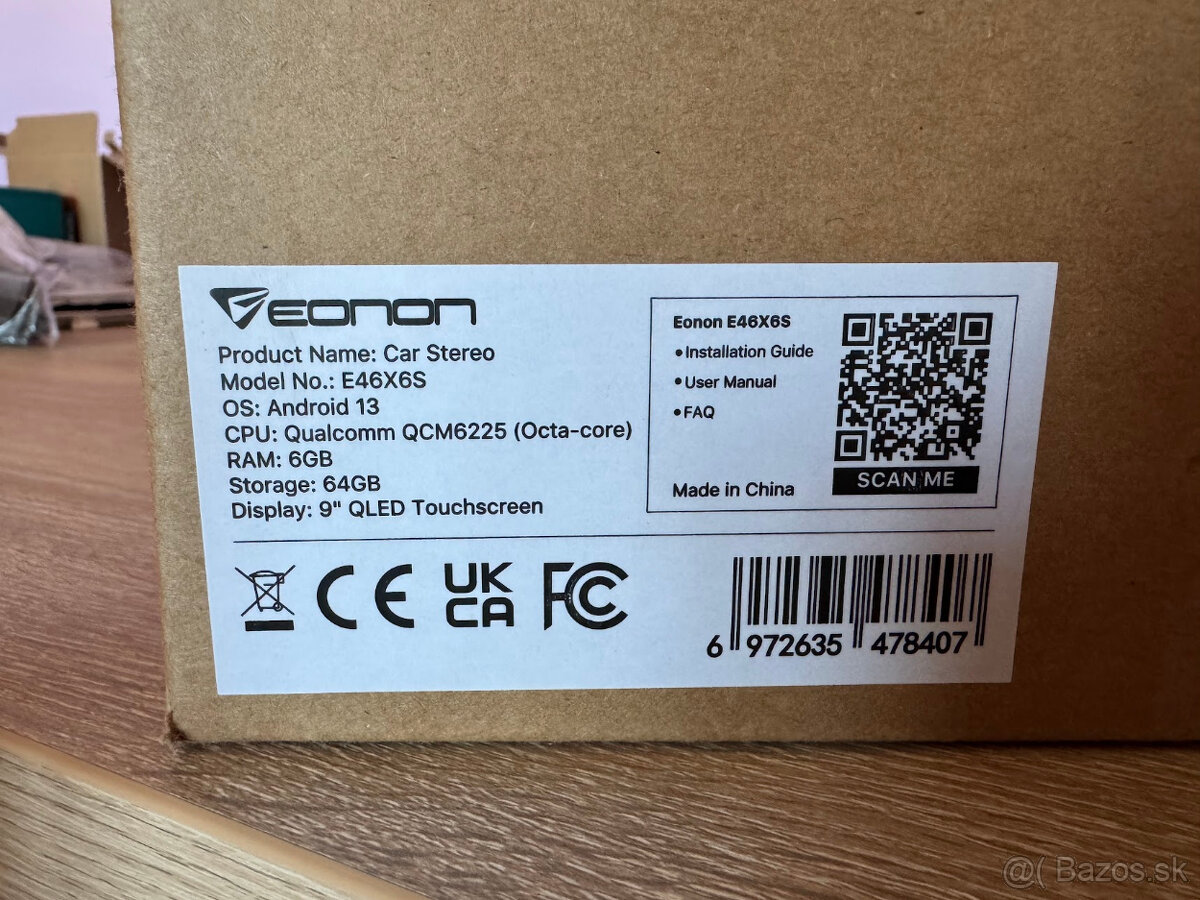 EONON
Product Name: Car Stereo
Model No.: E46X6S
OS: Android 13
CPU: Qualcomm QCM6225 (Octa-core)
RAM: 6GB
Storage: 64GB
Display: 9" QLED Touchscreen
Eonon E46X6S
•Installation Guide
•User Manual
•FAQ
Made in China
SCAN ME
CE UK
CA FC
6 972635 478407
@( Bazos.sk